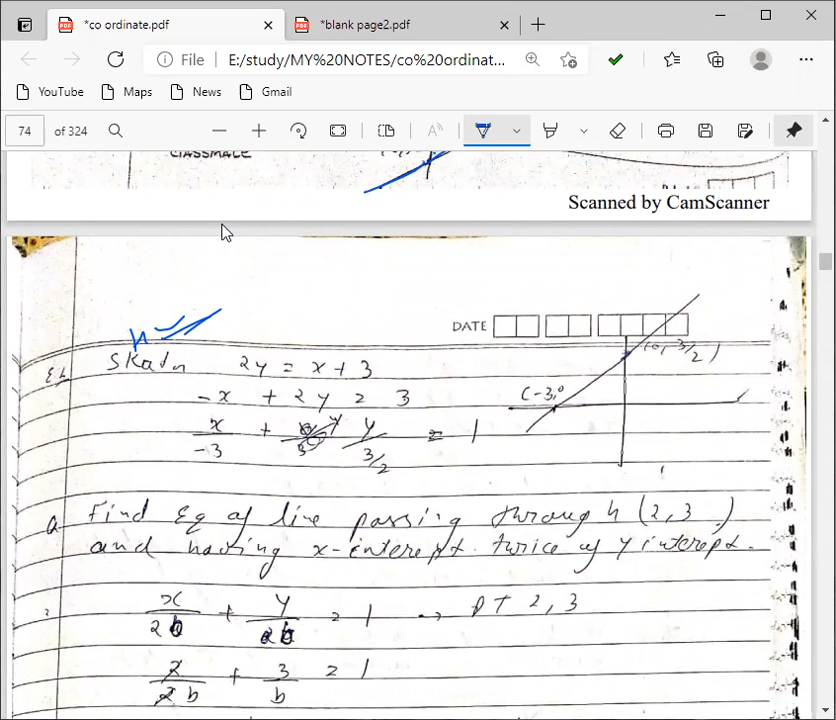 *co ordinate.pdf
*blank page2.pdf
File E:/study/MY%20NOTES/co%20ordinat...
YouTube Maps News Gmail
74 of 324
CLASSMATE
Scanned by CamScanner
DATE
Skatn 2y = x + 3
(0, 3/2)
-x + 2y = 3
(-3,0
x/-3 + y/3/2 = 1
Find Eq of line passing through (2,3)
and having x-intercept twice of y intercept.
x/2b + y/b = 1 → PT 2,3
2/2b + 3/b = 1